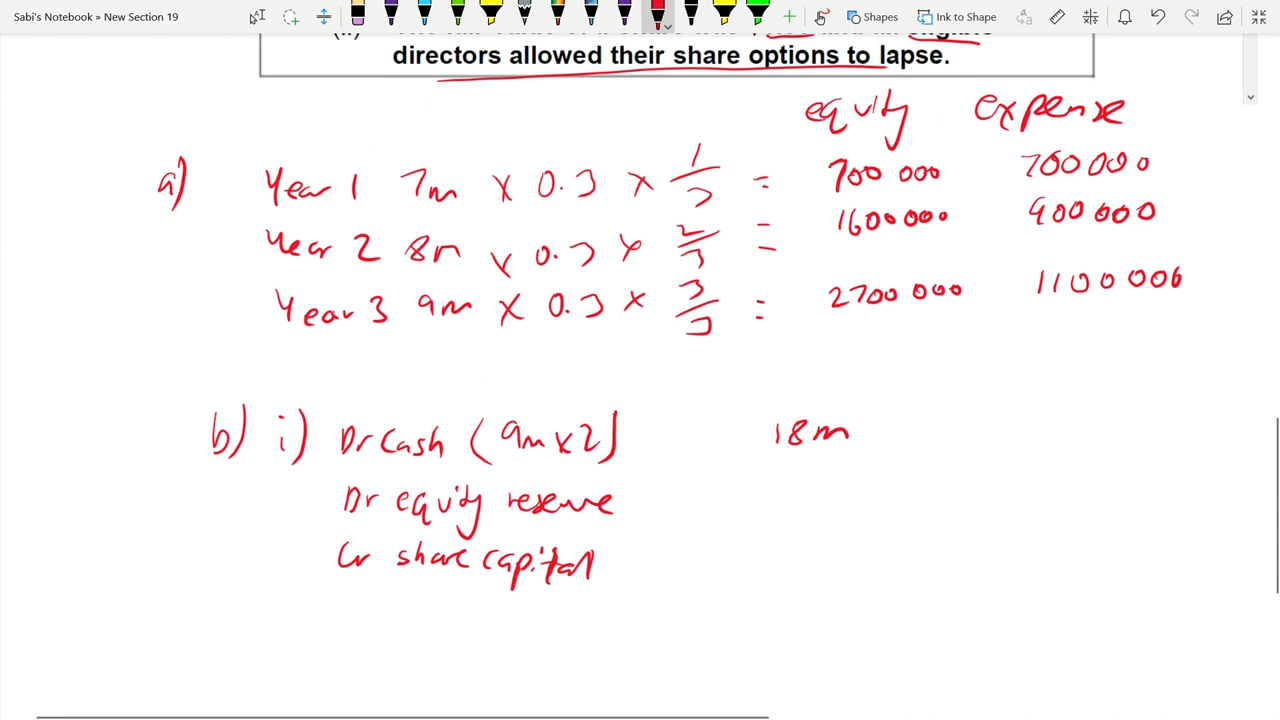 Sabi's Notebook » New Section 19
Shapes
Ink to Shape
directors allowed their share options to lapse.
equity expense
a) Year 1 7m x 0.3 x 1/3 = 700 000 700 000
Year 2 8m x 0.3 x 2/3 = 1600 000 900 000
Year 3 9m x 0.3 x 3/3 = 2700 000 1100 000
b) i) Dr Cash (9m x 2) 18m
Dr equity reserve
Cr share capital